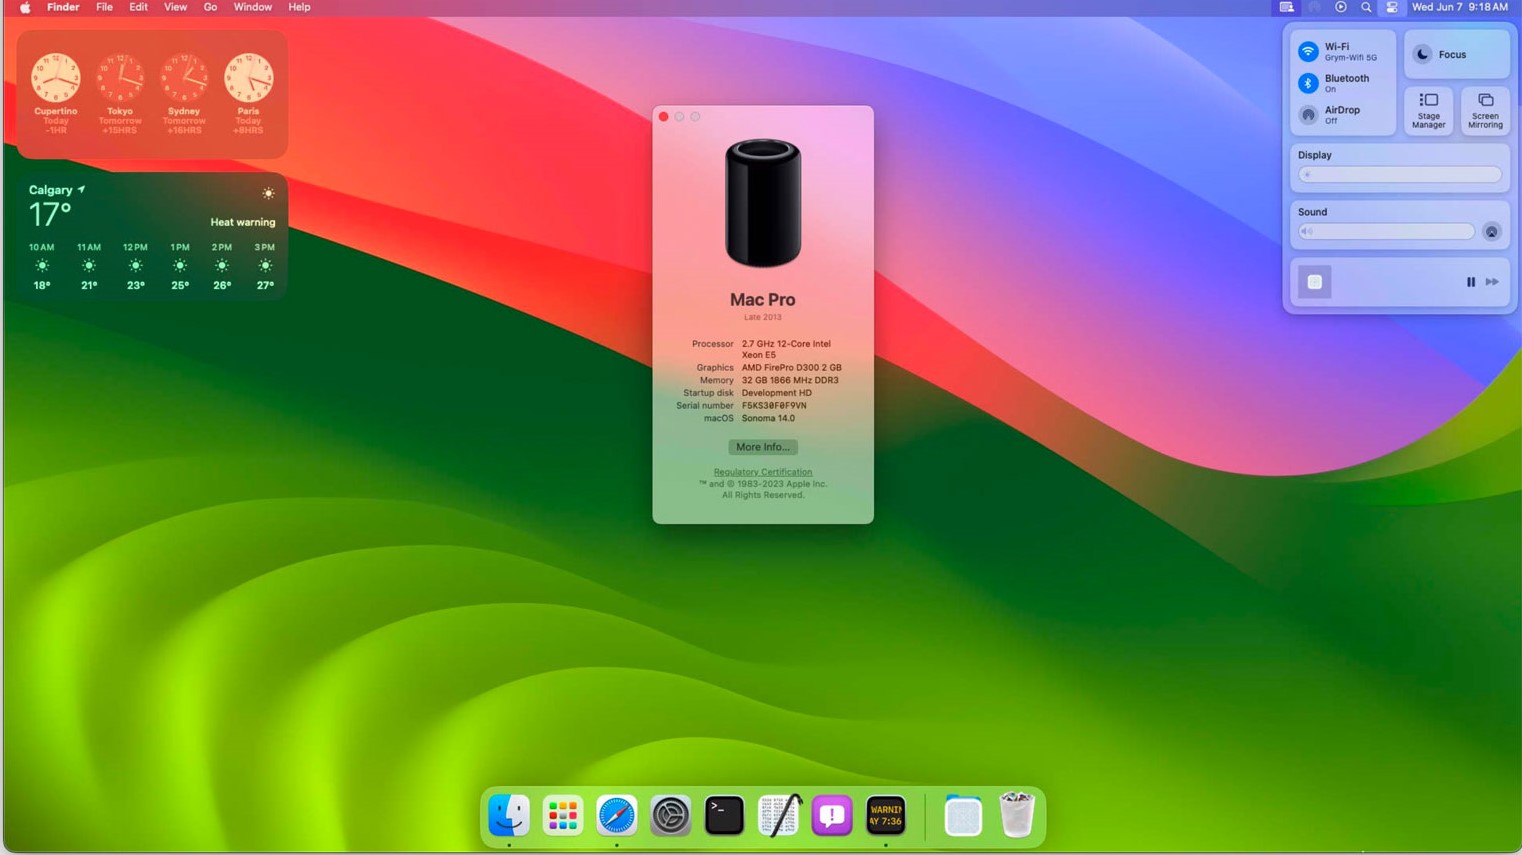 Finder File Edit View Go Window Help
Wed Jun 7 9:18 AM
Cupertino
Today
-1HR
Tokyo
Tomorrow
+15HRS
Sydney
Tomorrow
+16HRS
Paris
Today
+8HRS
Calgary
17°
Heat warning
10 AM 11 AM 12 PM 1 PM 2 PM 3 PM
18° 21° 23° 25° 26° 27°
Mac Pro
Late 2013
Processor 2.7 GHz 12-Core Intel
Xeon E5
Graphics AMD FirePro D300 2 GB
Memory 32 GB 1866 MHz DDR3
Startup disk Development HD
Serial number F5KS30F0F9VN
macOS Sonoma 14.0
More Info...
Regulatory Certification
™ and © 1983-2023 Apple Inc.
All Rights Reserved.
Wi-Fi
Grym-Wifi 5G
Bluetooth
On
AirDrop
Off
Focus
Stage
Manager
Screen
Mirroring
Display
Sound
>_
WARNIN
AY 7:36